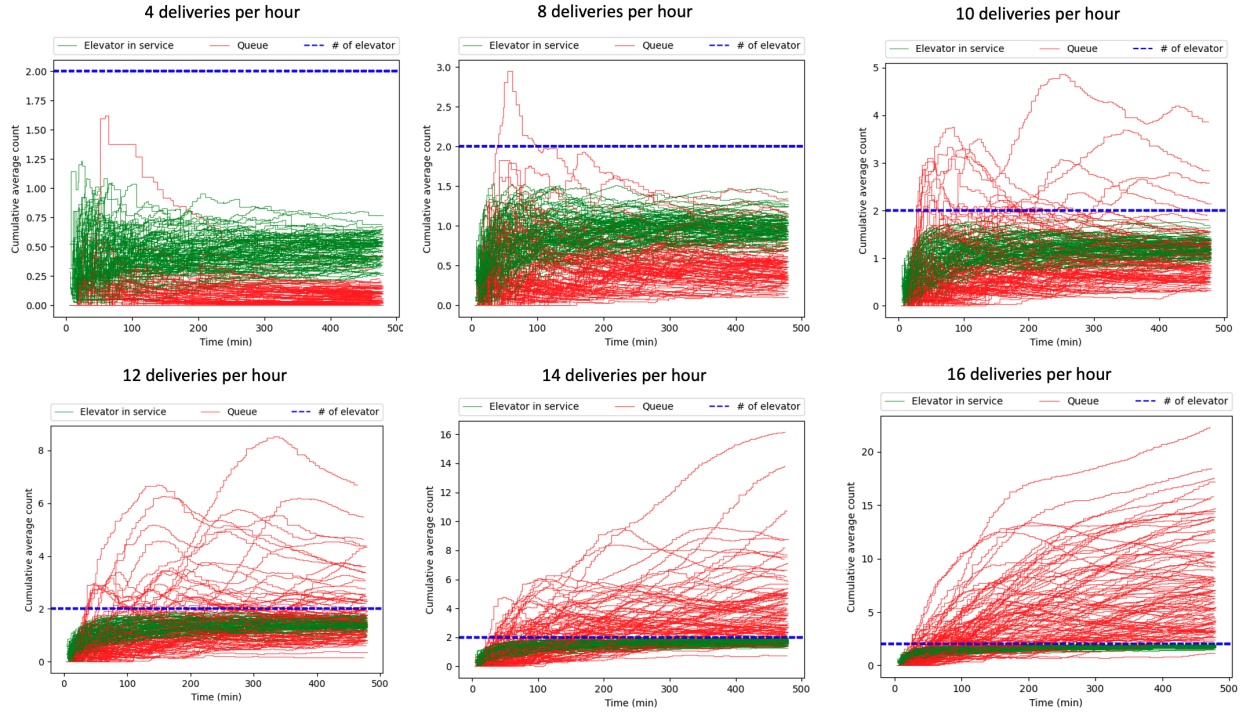 4 deliveries per hour
8 deliveries per hour
10 deliveries per hour
Elevator in service Queue # of elevator
Elevator in service Queue # of elevator
Elevator in service Queue # of elevator
Cumulative average count
2.00
1.75
1.50
1.25
1.00
0.75
0.50
0.25
0.00
0 100 200 300 400 500
Time (min)
Cumulative average count
3.0
2.5
2.0
1.5
1.0
0.5
0.0
0 100 200 300 400 500
Time (min)
Cumulative average count
5
4
3
2
1
0
0 100 200 300 400 500
Time (min)
12 deliveries per hour
14 deliveries per hour
16 deliveries per hour
Elevator in service Queue # of elevator
Elevator in service Queue # of elevator
Elevator in service Queue # of elevator
Cumulative average count
8
6
4
2
0
0 100 200 300 400 500
Time (min)
Cumulative average count
16
14
12
10
8
6
4
2
0
0 100 200 300 400 500
Time (min)
Cumulative average count
20
15
10
5
0
0 100 200 300 400 500
Time (min)